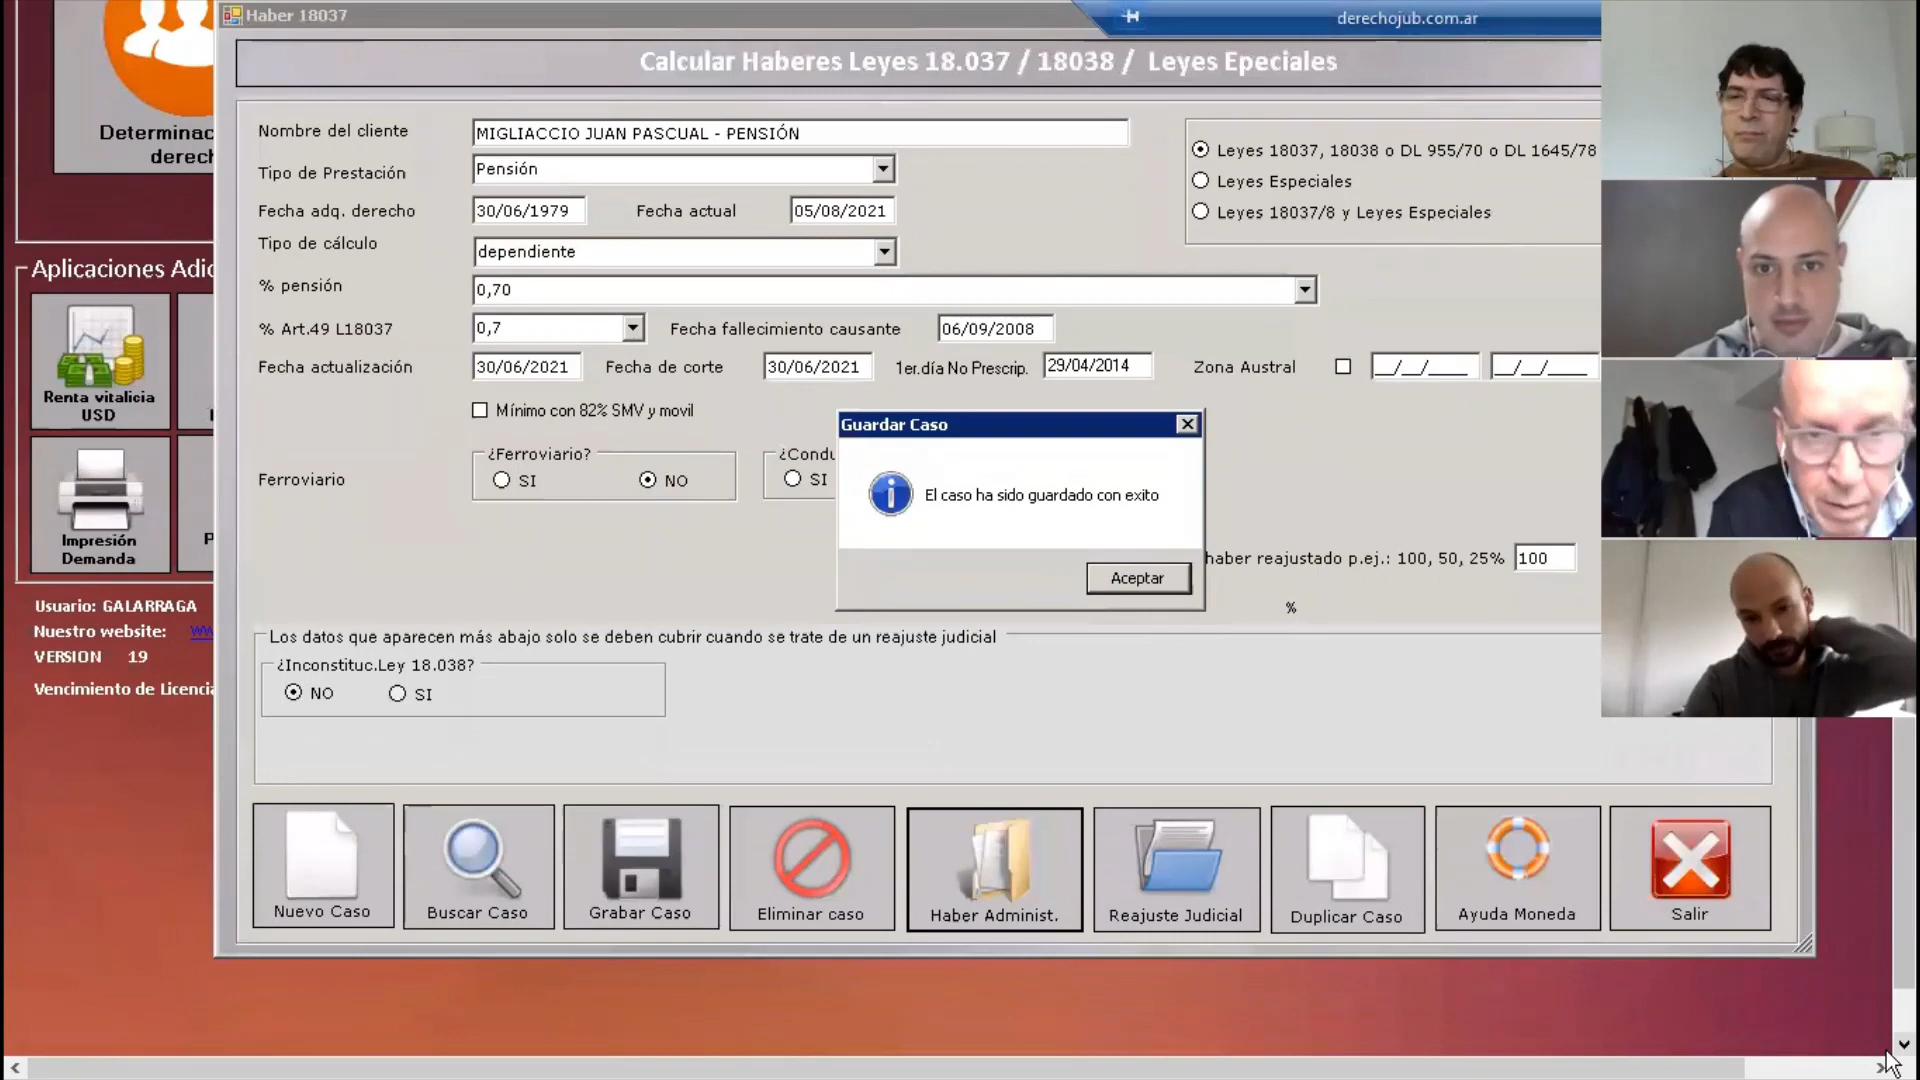 Haber 18037
derechojub.com.ar
Calcular Haberes Leyes 18.037 / 18038 / Leyes Epeciales
Determinac
derech
Nombre del cliente
MIGLIACCIO JUAN PASCUAL - PENSIÓN
Tipo de Prestación
Pensión
Leyes 18037, 18038 o DL 955/70 o DL 1645/78
Leyes Especiales
Leyes 18037/8 y Leyes Especiales
Fecha adq. derecho
30/06/1979
Fecha actual
05/08/2021
Tipo de cálculo
dependiente
% pensión
0,70
% Art.49 L18037
0,7
Fecha fallecimiento causante
06/09/2008
Fecha actualización
30/06/2021
Fecha de corte
30/06/2021
1er.día No Prescrip.
29/04/2014
Zona Austral
__/__/____
__/__/____
Mínimo con 82% SMV y movil
Ferroviario
¿Ferroviario?
SI
NO
¿Condu
SI
Guardar Caso
El caso ha sido guardado con exito
Aceptar
haber reajustado p.ej.: 100, 50, 25%
100
%
Los datos que aparecen más abajo solo se deben cubrir cuando se trate de un reajuste judicial
¿Inconstituc.Ley 18.038?
NO
SI
Aplicaciones Adic
Renta vitalicia
USD
Impresión
Demanda
P
Usuario: GALARRAGA
Nuestro website: ww
VERSION 19
Vencimiento de Licencia
Nuevo Caso
Buscar Caso
Grabar Caso
Eliminar caso
Haber Administ.
Reajuste Judicial
Duplicar Caso
Ayuda Moneda
Salir